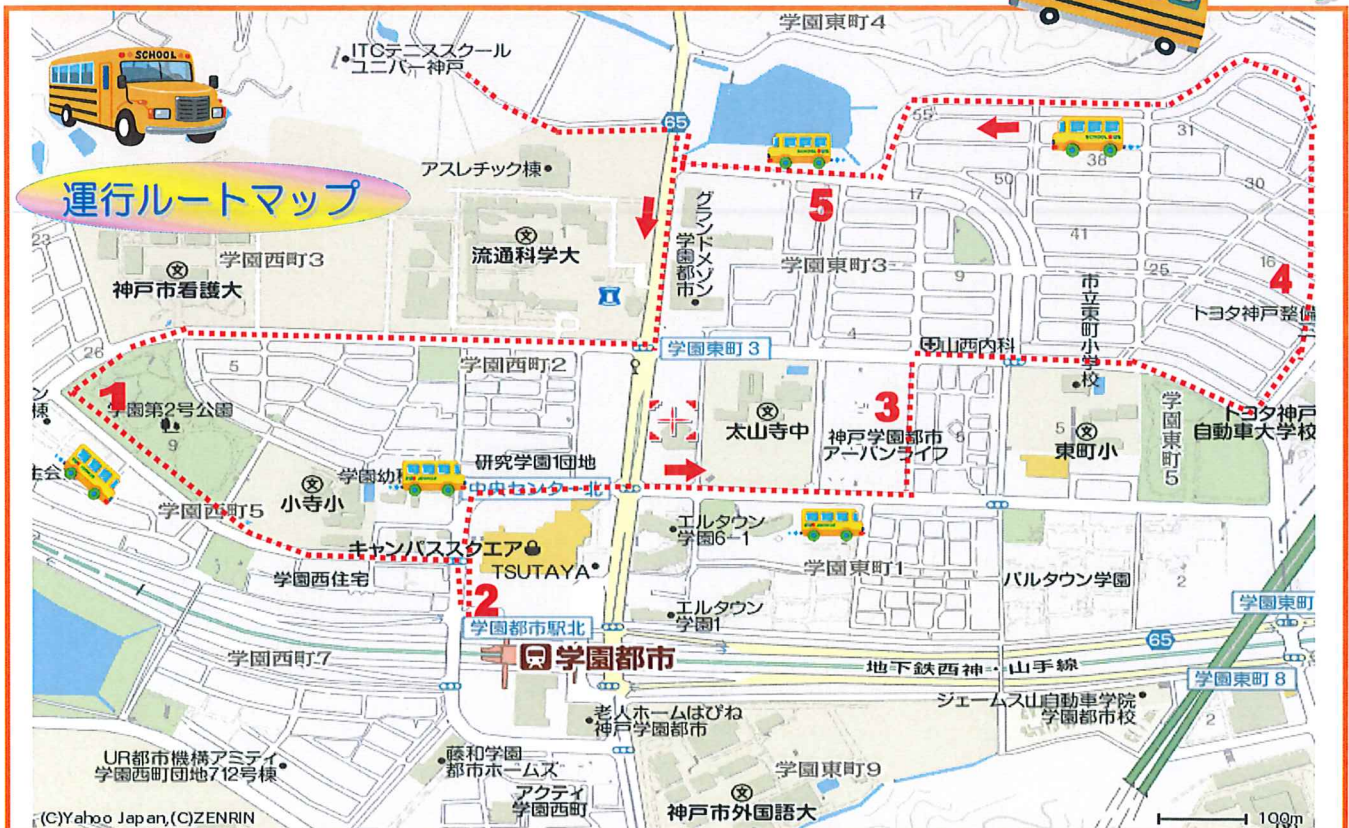 学園東町4
SCHOOL
ITCテニススクール
ユニバー神戸
65
アスレチック棟
運行ルートマップ
55
31
38
50
30
17
5
グランドメゾン
学園都市
流通科学大
1
学園西町3
神戸市看護大
23
学園東町3
9
41
25
16
4
トヨタ神戸整備
市立東町小学校
4
山西内科
学園東町3
学園西町2
26
5
1
学園第2号公園
9
3
太山寺中
神戸学園都市
アーバンライフ
6
5
東町小
学園東町5
トヨタ神戸
自動車大学校
ン
棟
生会
学園幼
研究学園1団地
中央センター北
小寺小
学園西町5
キャンパススクエア
TSUTAYA
エルタウン
学園6-1
学園東町1
学園西住宅
パルタウン学園
2
2
学園都市駅北
エルタウン
学園1
学園東町
65
学園都市
学園西町7
地下鉄西神・山手線
学園東町8
ジェームス山自動車学院
学園都市校
2
老人ホームはぴね
神戸学園都市
UR都市機構アミティ
学園西町団地712号棟
藤和学園
都市ホームズ
アクティ
学園西町
学園東町9
神戸市外国語大
(C)Yahoo Japan,(C)ZENRIN
100m